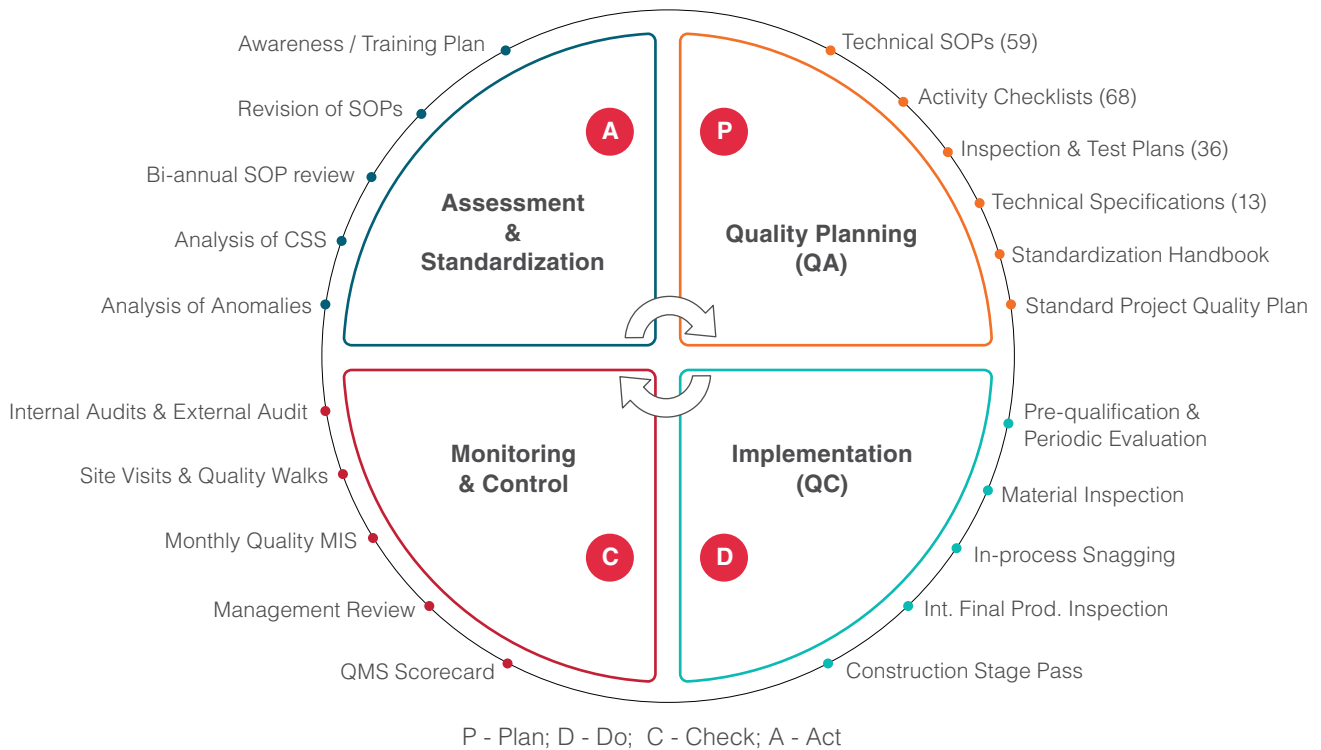 Awareness / Training Plan
Revision of SOPs
Bi-annual SOP review
Analysis of CSS
Analysis of Anomalies
A
Assessment
&
Standardization
P
Quality Planning
(QA)
Technical SOPs (59)
Activity Checklists (68)
Inspection & Test Plans (36)
Technical Specifications (13)
Standardization Handbook
Standard Project Quality Plan
Internal Audits & External Audit
Site Visits & Quality Walks
Monthly Quality MIS
Management Review
QMS Scorecard
Monitoring
& Control
C
Implementation
(QC)
D
Pre-qualification &
Periodic Evaluation
Material Inspection
In-process Snagging
Int. Final Prod. Inspection
Construction Stage Pass
P - Plan; D - Do; C - Check; A - Act